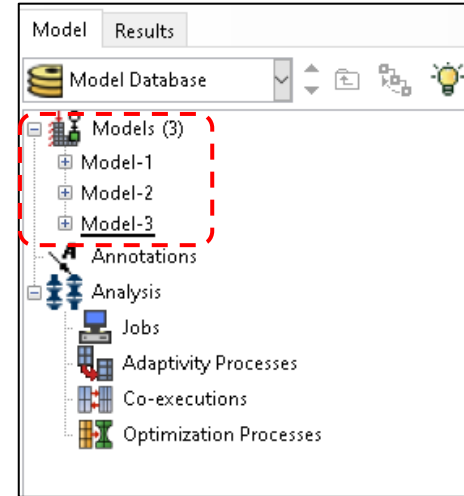 Model Results
Model Database
Models (3)
Model-1
Model-2
Model-3
Annotations
Analysis
Jobs
Adaptivity Processes
Co-executions
Optimization Processes